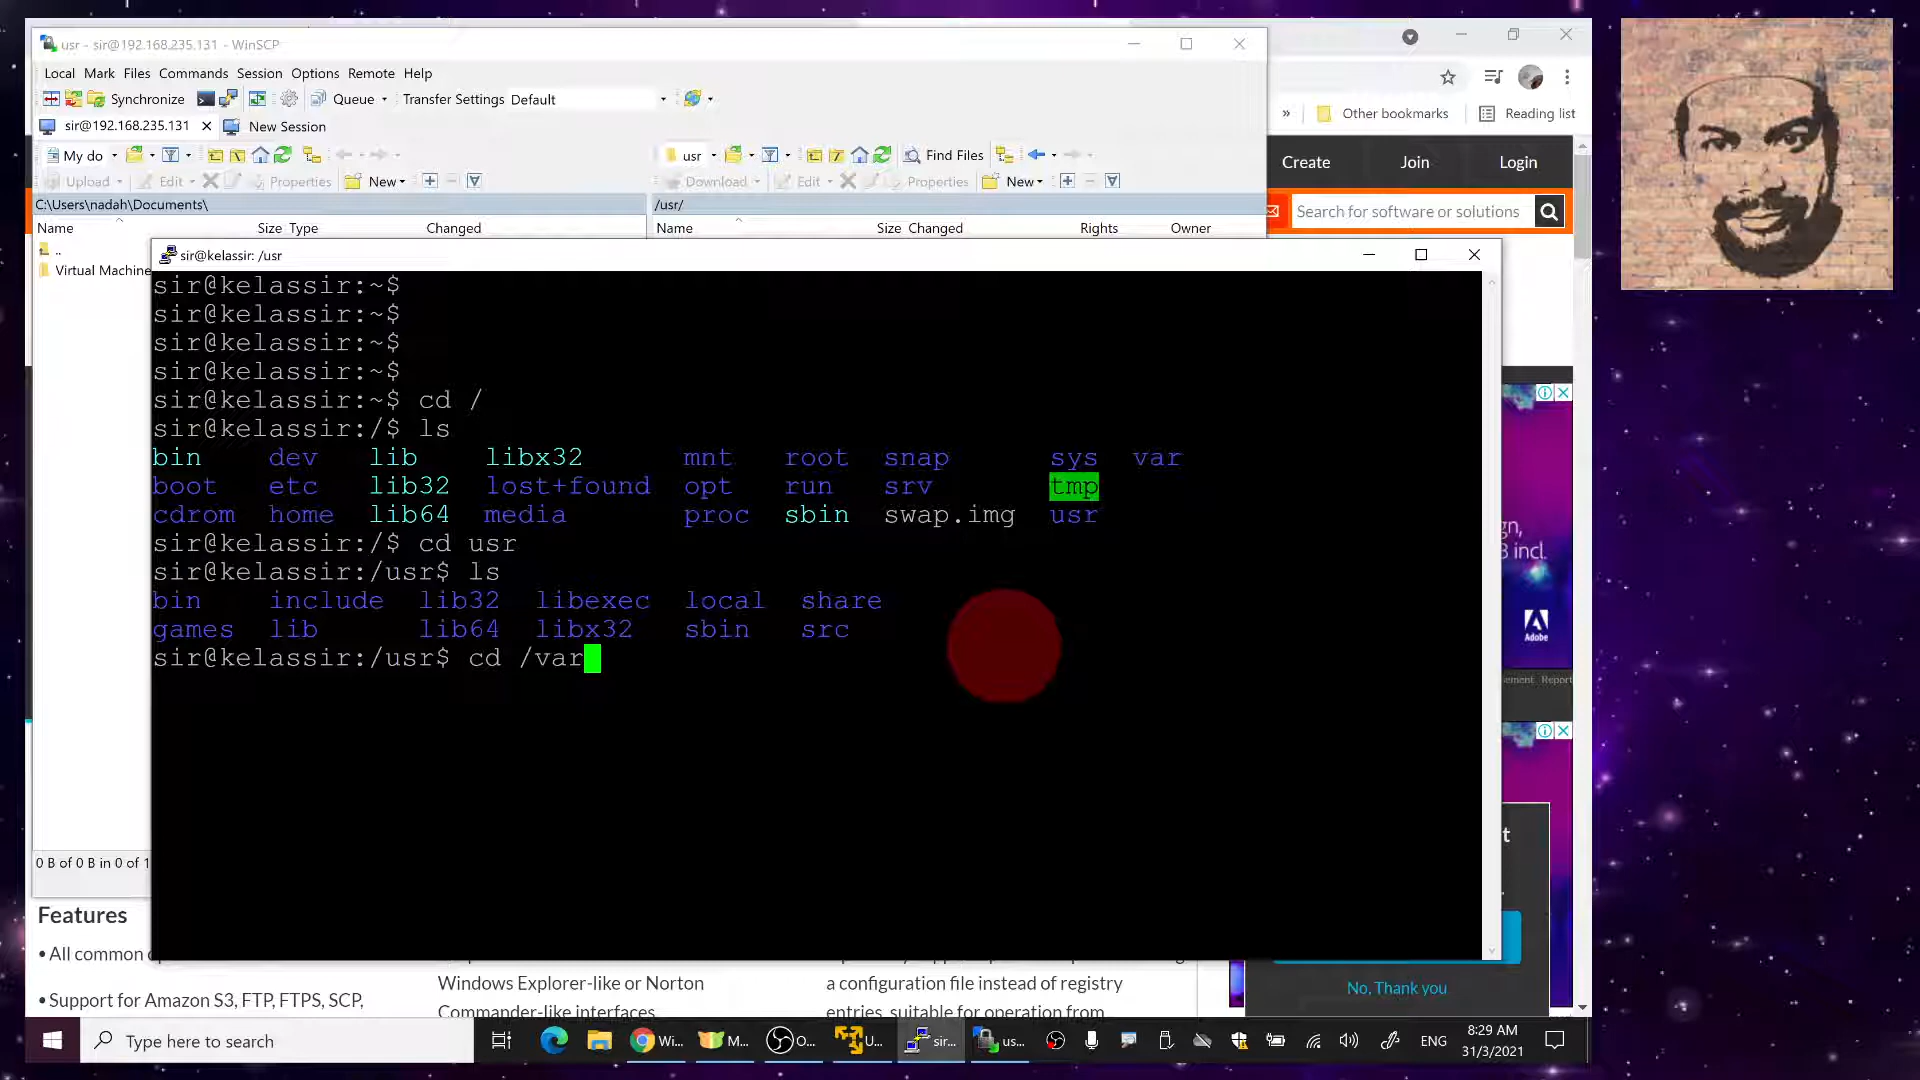 usr - sir@192.168.235.131 - WinSCP
Local Mark Files Commands Session Options Remote Help
Synchronize Queue Transfer Settings Default
sir@192.168.235.131 New Session
My do usr Find Files
Upload Edit Properties New Download Edit Properties New
C:\Users\nadah\Documents\ /usr/
Name Size Type Changed Name Size Changed Rights Owner
..
Virtual Machine
» Other bookmarks Reading list
Create Join Login
Search for software or solutions
sir@kelassir: /usr
sir@kelassir:~$
sir@kelassir:~$
sir@kelassir:~$
sir@kelassir:~$
sir@kelassir:~$ cd /
sir@kelassir:/$ ls
bin dev lib libx32 mnt root snap sys var
boot etc lib32 lost+found opt run srv tmp
cdrom home lib64 media proc sbin swap.img usr
sir@kelassir:/$ cd usr
sir@kelassir:/usr$ ls
bin include lib32 libexec local share
games lib lib64 libx32 sbin src
sir@kelassir:/usr$ cd /var
incl.
Adobe
Report
0 B of 0 B in 0 of 1
Features
• All common
• Support for Amazon S3, FTP, FTPS, SCP,
Windows Explorer-like or Norton
Commander-like interfaces
a configuration file instead of registry
entries, suitable for operation from
No, Thank you
Type here to search
Wi...
M...
O...
U...
sir...
us...
ENG
8:29 AM
31/3/2021